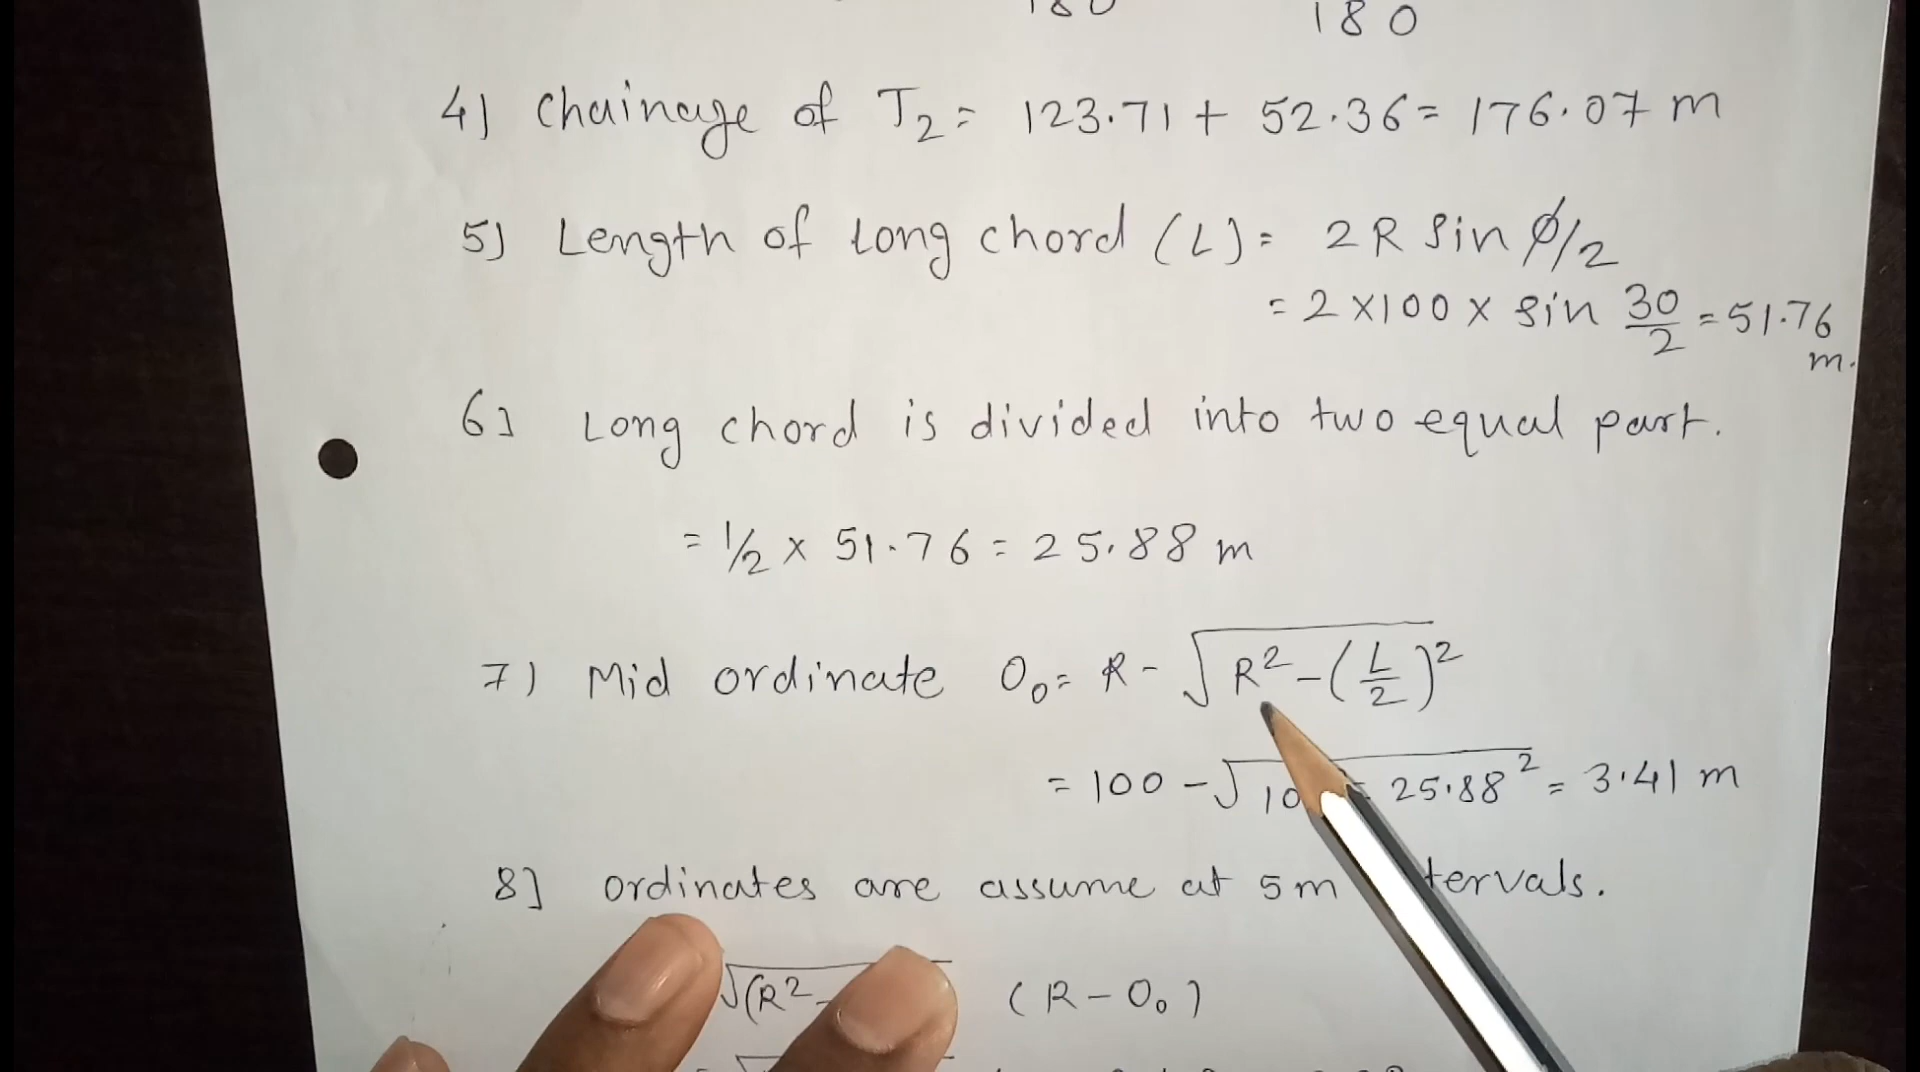 180 180
4) Chainage of T₂ = 123.71 + 52.36 = 176.07 m
5) Length of Long chord (L) = 2R Sin ϕ/2
= 2 × 100 × sin 30/2 = 51.76 m.
6] Long chord is divided into two equal part.
= 1/2 × 51.76 = 25.88 m
7) Mid ordinate O₀ = R - √R² - (L/2)²
= 100 - √10 25.88² = 3.41 m
8] ordinates are assume at 5m tervals.
√(R² - (R - O₀)